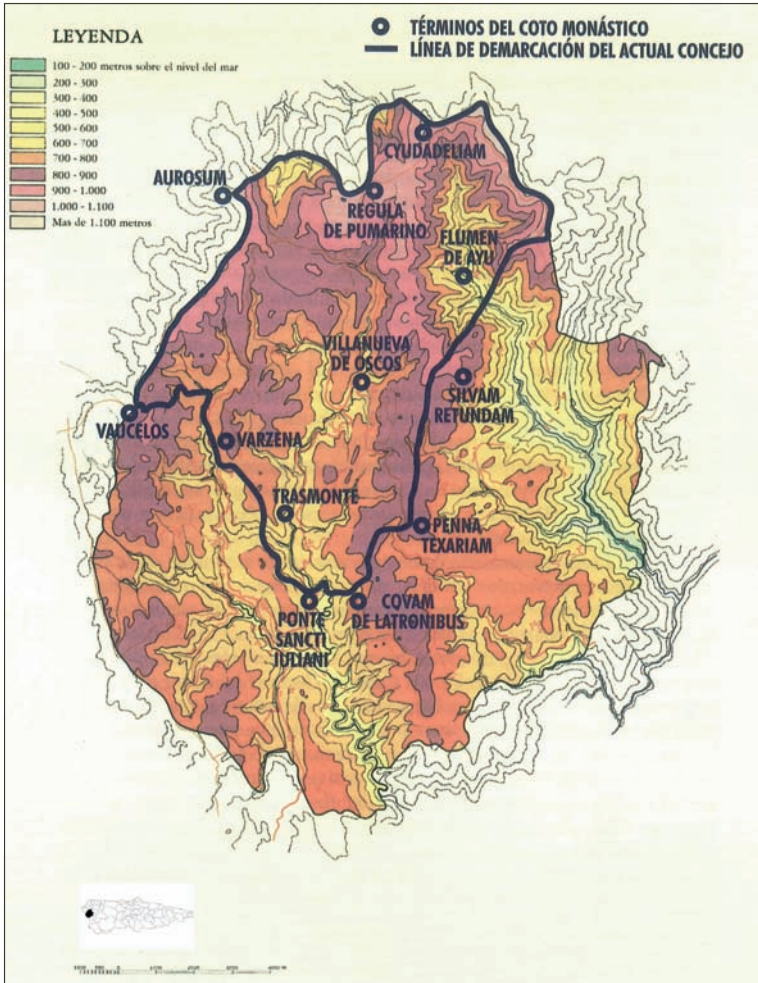 LEYENDA
100 - 200 metros sobre el nivel del mar
200 - 300
300 - 400
400 - 500
500 - 600
600 - 700
700 - 800
800 - 900
900 - 1.000
1.000 - 1.100
Mas de 1.100 metros
TÉRMINOS DEL COTO MONÁSTICO
LÍNEA DE DEMARCACIÓN DEL ACTUAL CONCEJO
CYUDADELIAM
AUROSUM
REGULA
DE PUMARINO
FLUMEN
DE AYU
VILLANUEVA
DE OSCOS
SILVAM
RETUNDAM
VAUCELOS
VARZENA
TRASMONTE
PENNA
TEXARIAM
PONTE
SANCTI
IULIANI
COVAM
DE LATRONIBUS